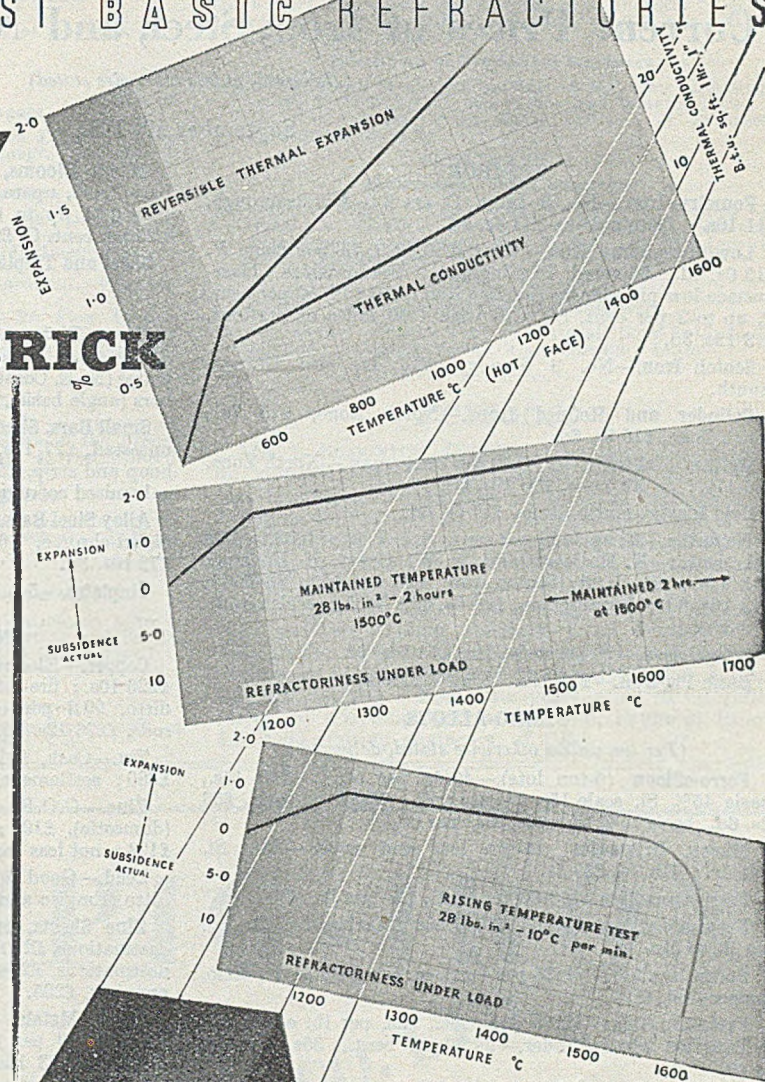 BASIC REFRACTORIES
2.0
1.5
1.0
0.5
EXPANSION
%
REVERSIBLE THERMAL EXPANSION
THERMAL CONDUCTIVITY
20
10
THERMAL CONDUCTIVITY
B.t.u. sq.ft. 1 Hr. 1" °
600
800
1000
1200
1400
1600
TEMPERATURE °C (HOT FACE)
RICK
2.0
1.0
0
5.0
10
EXPANSION
SUBSIDENCE
ACTUAL
MAINTAINED TEMPERATURE
28 lbs. in² - 2 hours
1500°C
MAINTAINED 2 hrs.
REFRACTORINESS UNDER LOAD
1200
1300
1400
1500
1600
1700
TEMPERATURE °C
2.0
1.0
0
5.0
10
EXPANSION
SUBSIDENCE
ACTUAL
RISING TEMPERATURE TEST
28 lbs. in² - 10°C per min.
REFRACTORINESS UNDER LOAD
1200
1300
1400
1500
1600
TEMPERATURE °C